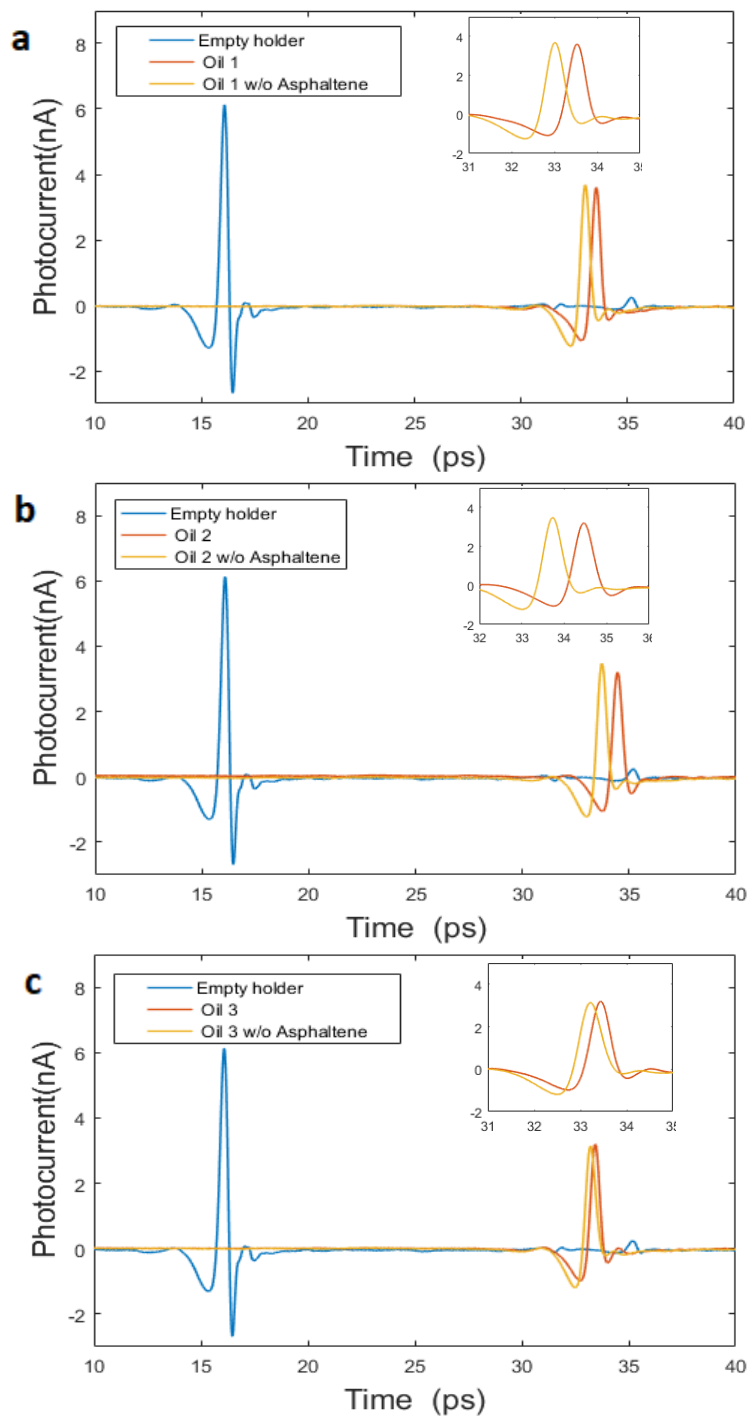 a
Empty holder
Oil 1
Oil 1 w/o Asphaltene
8
6
4
2
0
-2
Photocurrent(nA)
4
2
0
-2
31 32 33 34 35
10 15 20 25 30 35 40
Time (ps)
b
Empty holder
Oil 2
Oil 2 w/o Asphaltene
8
6
4
2
0
-2
Photocurrent(nA)
4
2
0
-2
32 33 34 35 36
10 15 20 25 30 35 40
Time (ps)
c
Empty holder
Oil 3
Oil 3 w/o Asphaltene
8
6
4
2
0
-2
Photocurrent(nA)
4
2
0
-2
31 32 33 34 35
10 15 20 25 30 35 40
Time (ps)